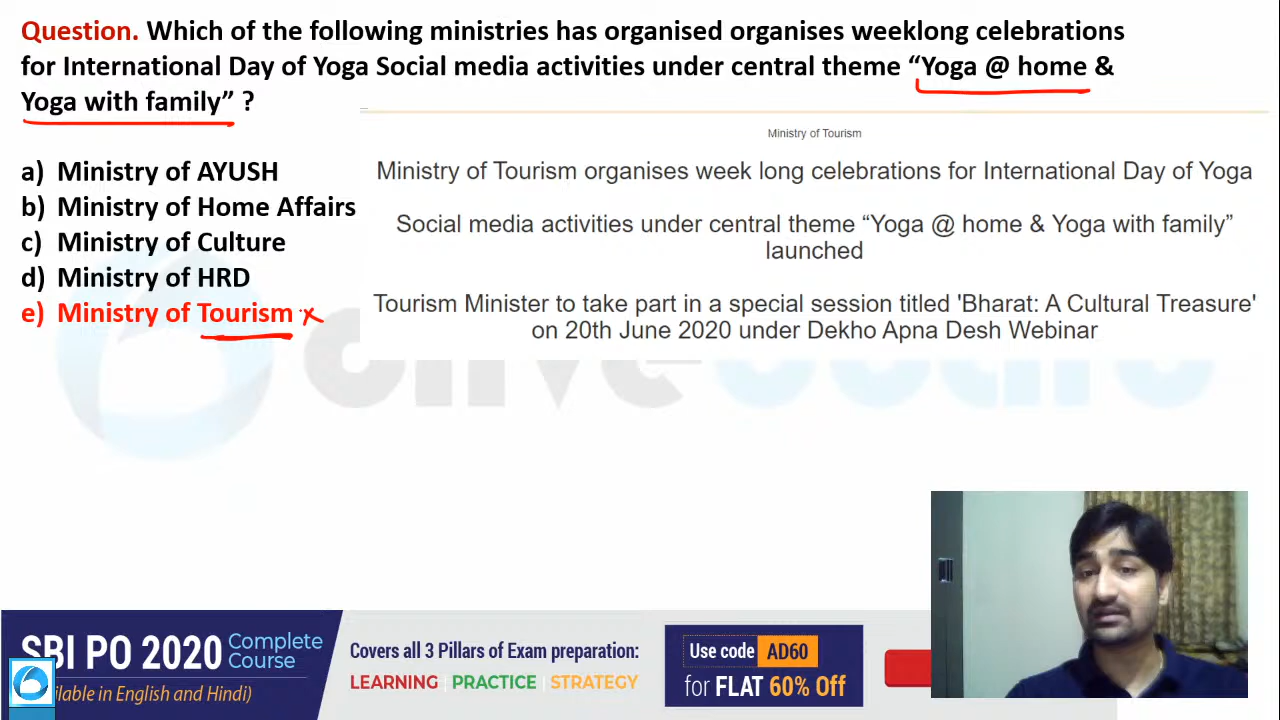 Question. Which of the following ministries has organised organises weeklong celebrations
for International Day of Yoga Social media activities under central theme “Yoga @ home &
Yoga with family” ?
a) Ministry of AYUSH
b) Ministry of Home Affairs
c) Ministry of Culture
d) Ministry of HRD
e) Ministry of Tourism
Ministry of Tourism
Ministry of Tourism organises week long celebrations for International Day of Yoga
Social media activities under central theme “Yoga @ home & Yoga with family”
launched
Tourism Minister to take part in a special session titled 'Bharat: A Cultural Treasure'
on 20th June 2020 under Dekho Apna Desh Webinar
SBI PO 2020 Complete
Course
ilable in English and Hindi)
Covers all 3 Pillars of Exam preparation:
LEARNING | PRACTICE | STRATEGY
Use code AD60
for FLAT 60% Off